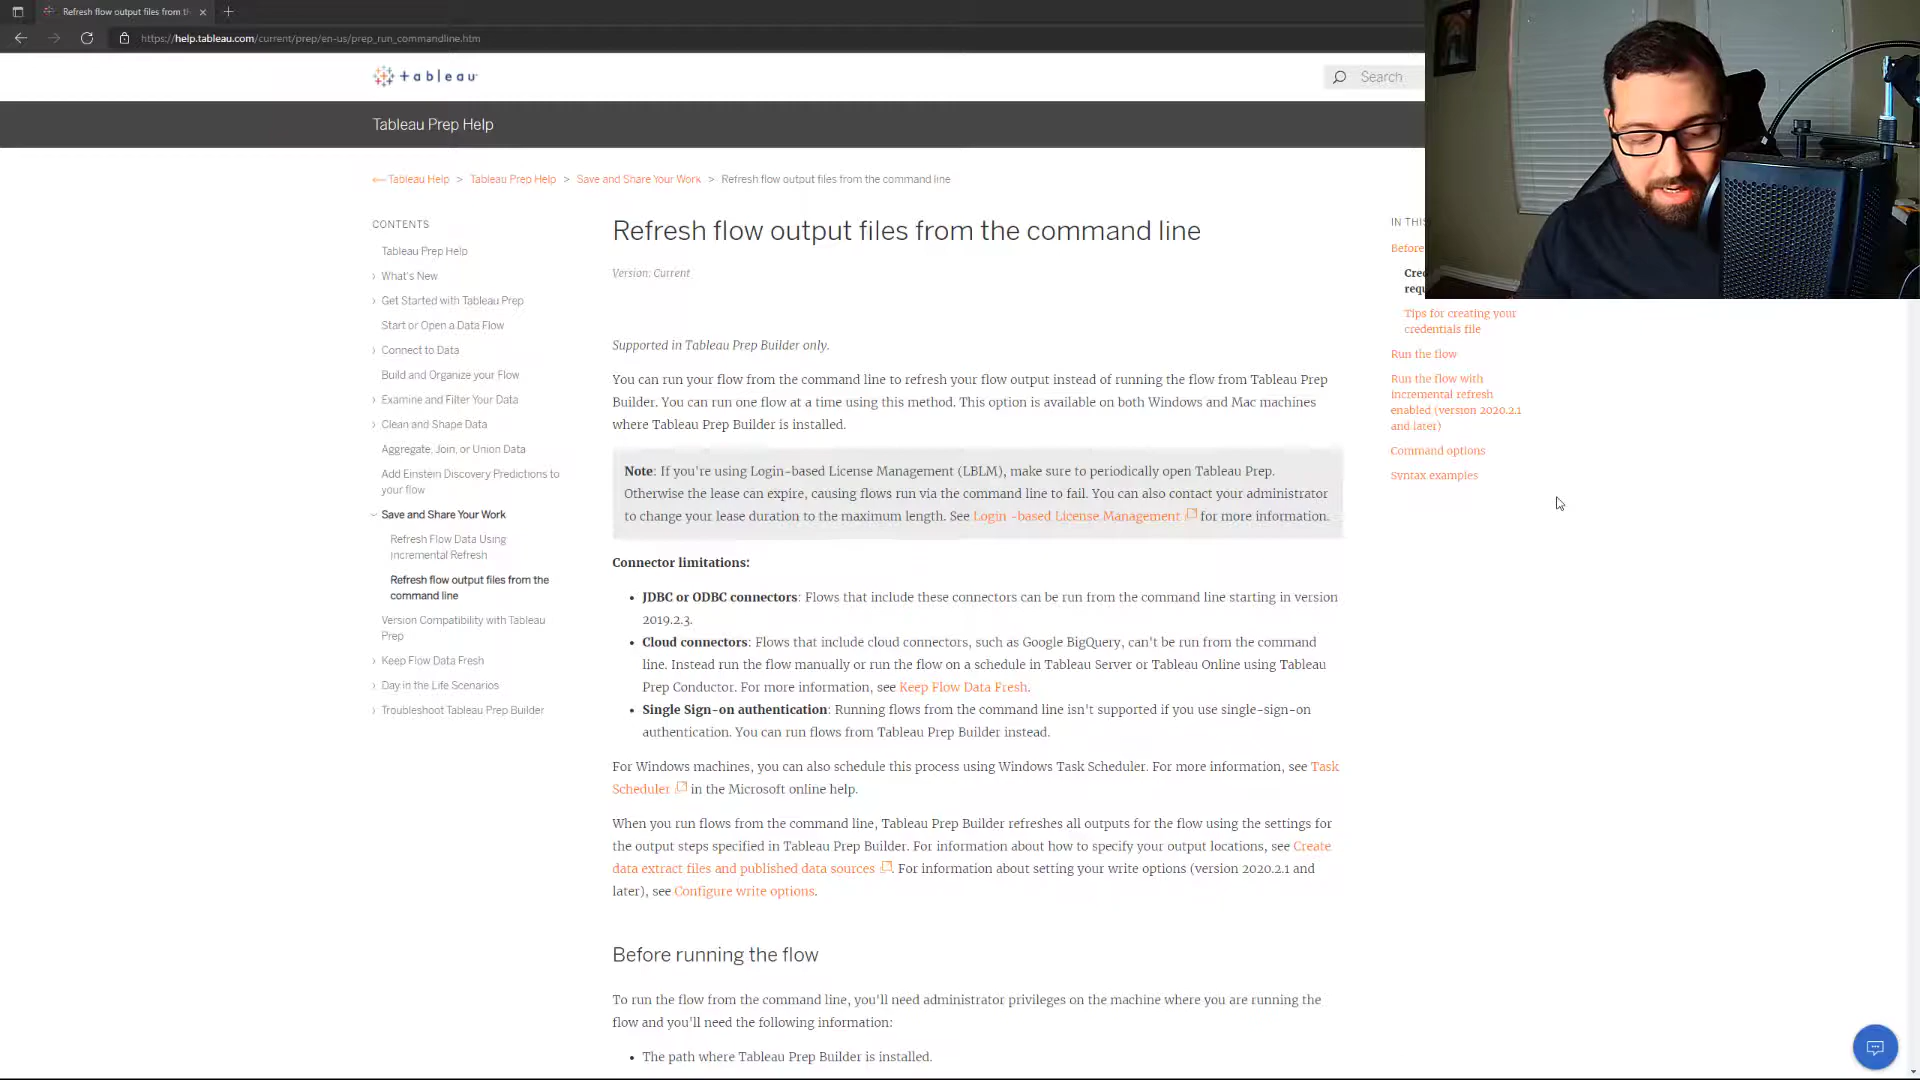 Refresh flow output files from th
https://help.tableau.com/current/prep/en-us/prep_run_commandline.htm
+ableau
Search
Tableau Prep Help
Tableau Help > Tableau Prep Help > Save and Share Your Work > Refresh flow output files from the command line
CONTENTS
Tableau Prep Help
What's New
Get Started with Tableau Prep
Start or Open a Data Flow
Connect to Data
Build and Organize your Flow
Examine and Filter Your Data
Clean and Shape Data
Aggregate, Join, or Union Data
Add Einstein Discovery Predictions to
your flow
Save and Share Your Work
Refresh Flow Data Using
Incremental Refresh
Refresh flow output files from the
command line
Version Compatibility with Tableau
Prep
Keep Flow Data Fresh
Day in the Life Scenarios
Troubleshoot Tableau Prep Builder
Refresh flow output files from the command line
Version: Current
Supported in Tableau Prep Builder only.
You can run your flow from the command line to refresh your flow output instead of running the flow from Tableau Prep
Builder. You can run one flow at a time using this method. This option is available on both Windows and Mac machines
where Tableau Prep Builder is installed.
Note: If you're using Login-based License Management (LBLM), make sure to periodically open Tableau Prep.
Otherwise the lease can expire, causing flows run via the command line to fail. You can also contact your administrator
to change your lease duration to the maximum length. See Login -based License Management for more information.
Connector limitations:
• JDBC or ODBC connectors: Flows that include these connectors can be run from the command line starting in version
2019.2.3.
• Cloud connectors: Flows that include cloud connectors, such as Google BigQuery, can't be run from the command
line. Instead run the flow manually or run the flow on a schedule in Tableau Server or Tableau Online using Tableau
Prep Conductor. For more information, see Keep Flow Data Fresh.
• Single Sign-on authentication: Running flows from the command line isn't supported if you use single-sign-on
authentication. You can run flows from Tableau Prep Builder instead.
For Windows machines, you can also schedule this process using Windows Task Scheduler. For more information, see Task
Scheduler in the Microsoft online help.
When you run flows from the command line, Tableau Prep Builder refreshes all outputs for the flow using the settings for
the output steps specified in Tableau Prep Builder. For information about how to specify your output locations, see Create
data extract files and published data sources . For information about setting your write options (version 2020.2.1 and
later), see Configure write options.
Before running the flow
To run the flow from the command line, you'll need administrator privileges on the machine where you are running the
flow and you'll need the following information:
• The path where Tableau Prep Builder is installed.
IN THIS
Before
Cred
requ
Tips for creating your
credentials file
Run the flow
Run the flow with
incremental refresh
enabled (version 2020.2.1
and later)
Command options
Syntax examples